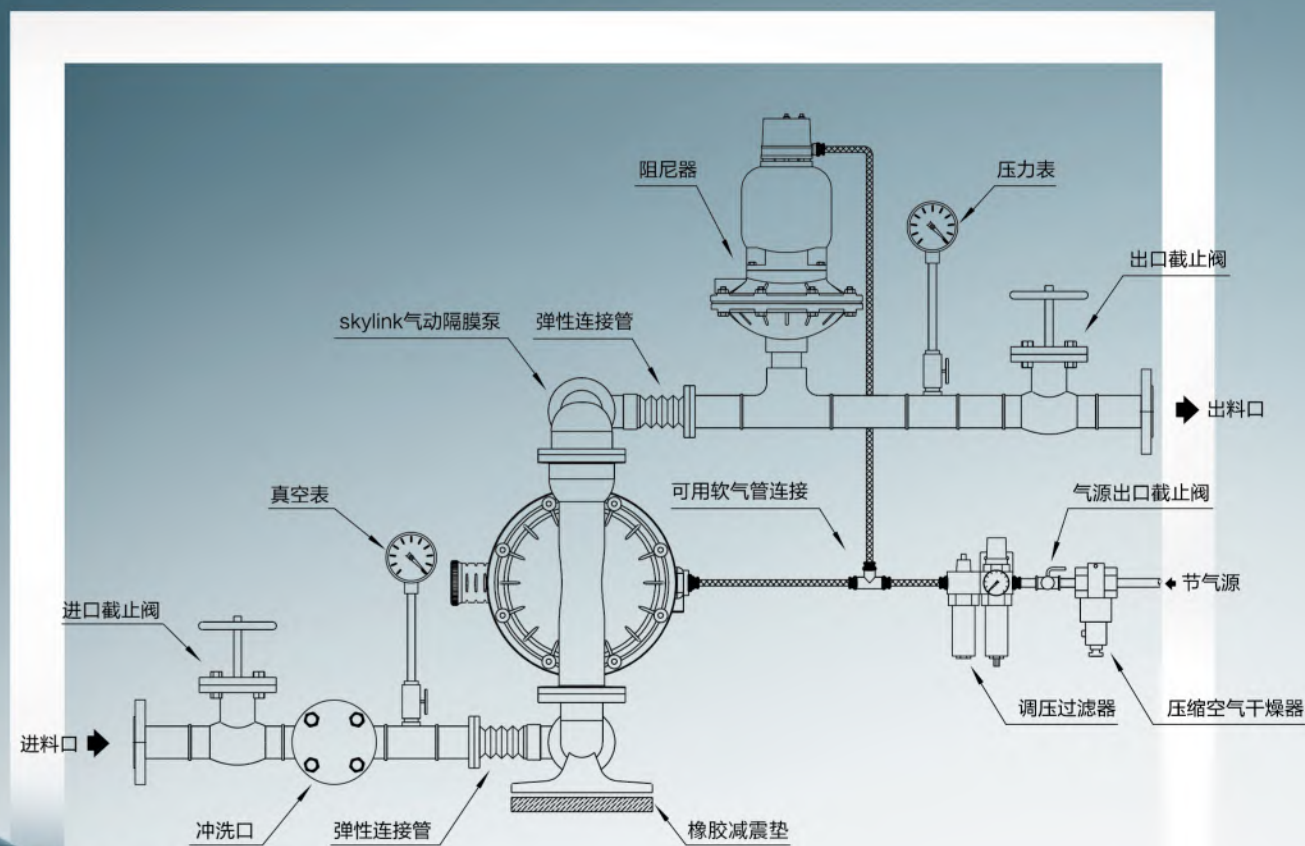 阻尼器
压力表
出口截止阀
skylink气动隔膜泵
弹性连接管
出料口
真空表
可用软气管连接
气源出口截止阀
节气源
进口截止阀
调压过滤器
压缩空气干燥器
进料口
冲洗口
弹性连接管
橡胶减震垫